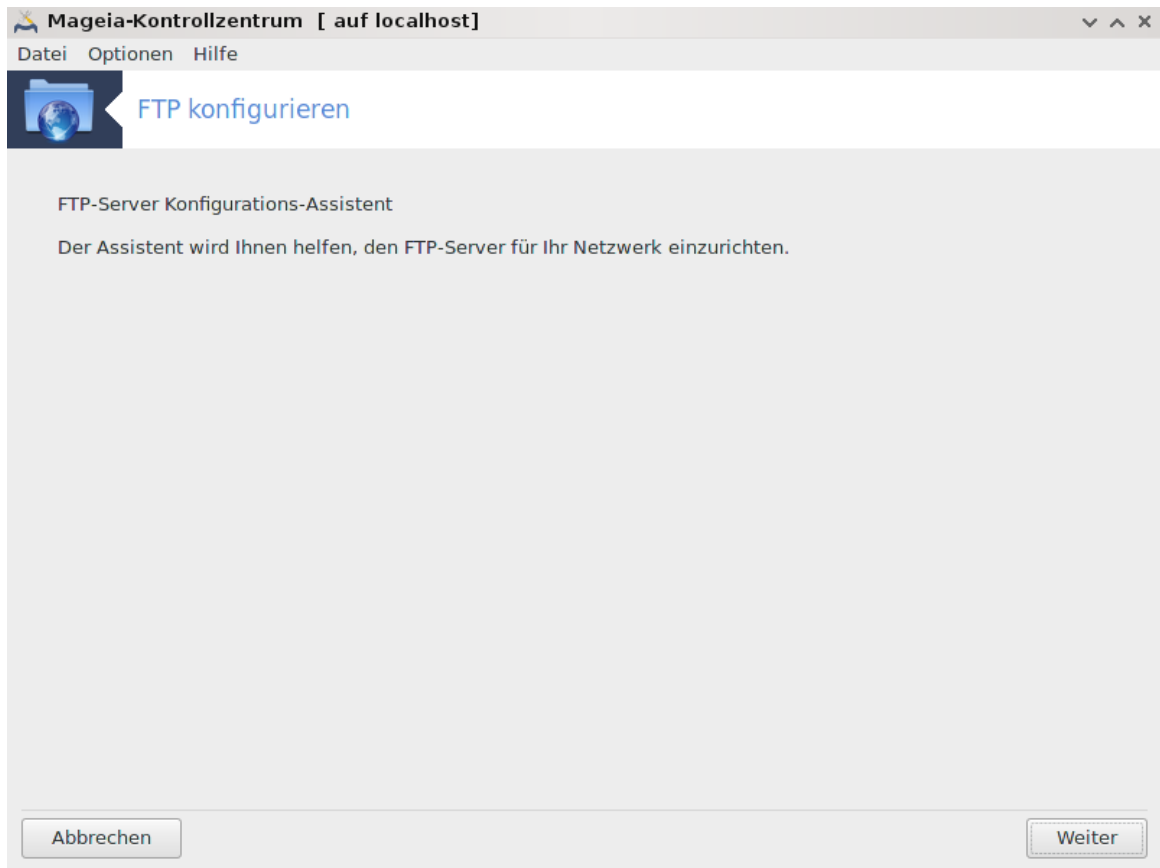 Mageia-Kontrollzentrum [ auf localhost]
Datei Optionen Hilfe
FTP konfigurieren
FTP-Server Konfigurations-Assistent
Der Assistent wird Ihnen helfen, den FTP-Server für Ihr Netzwerk einzurichten.
Abbrechen Weiter